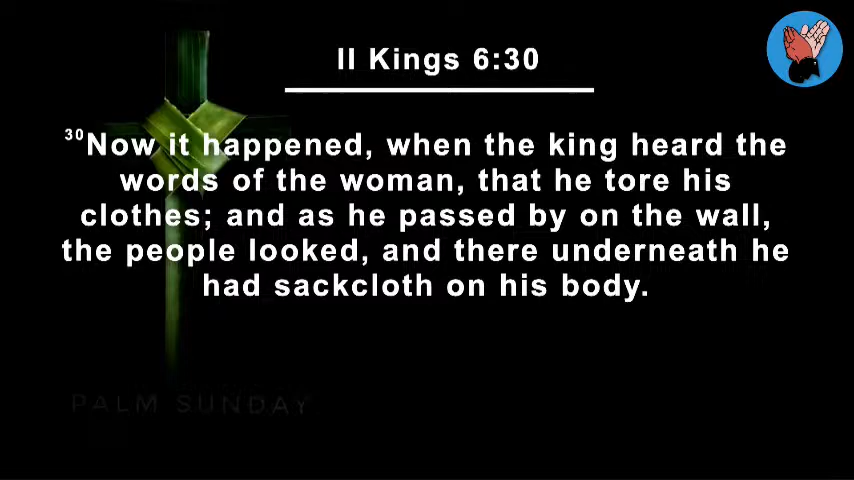 II Kings 6:30
30Now it happened, when the king heard the
words of the woman, that he tore his
clothes; and as he passed by on the wall,
the people looked, and there underneath he
had sackcloth on his body.
PALM SUNDAY